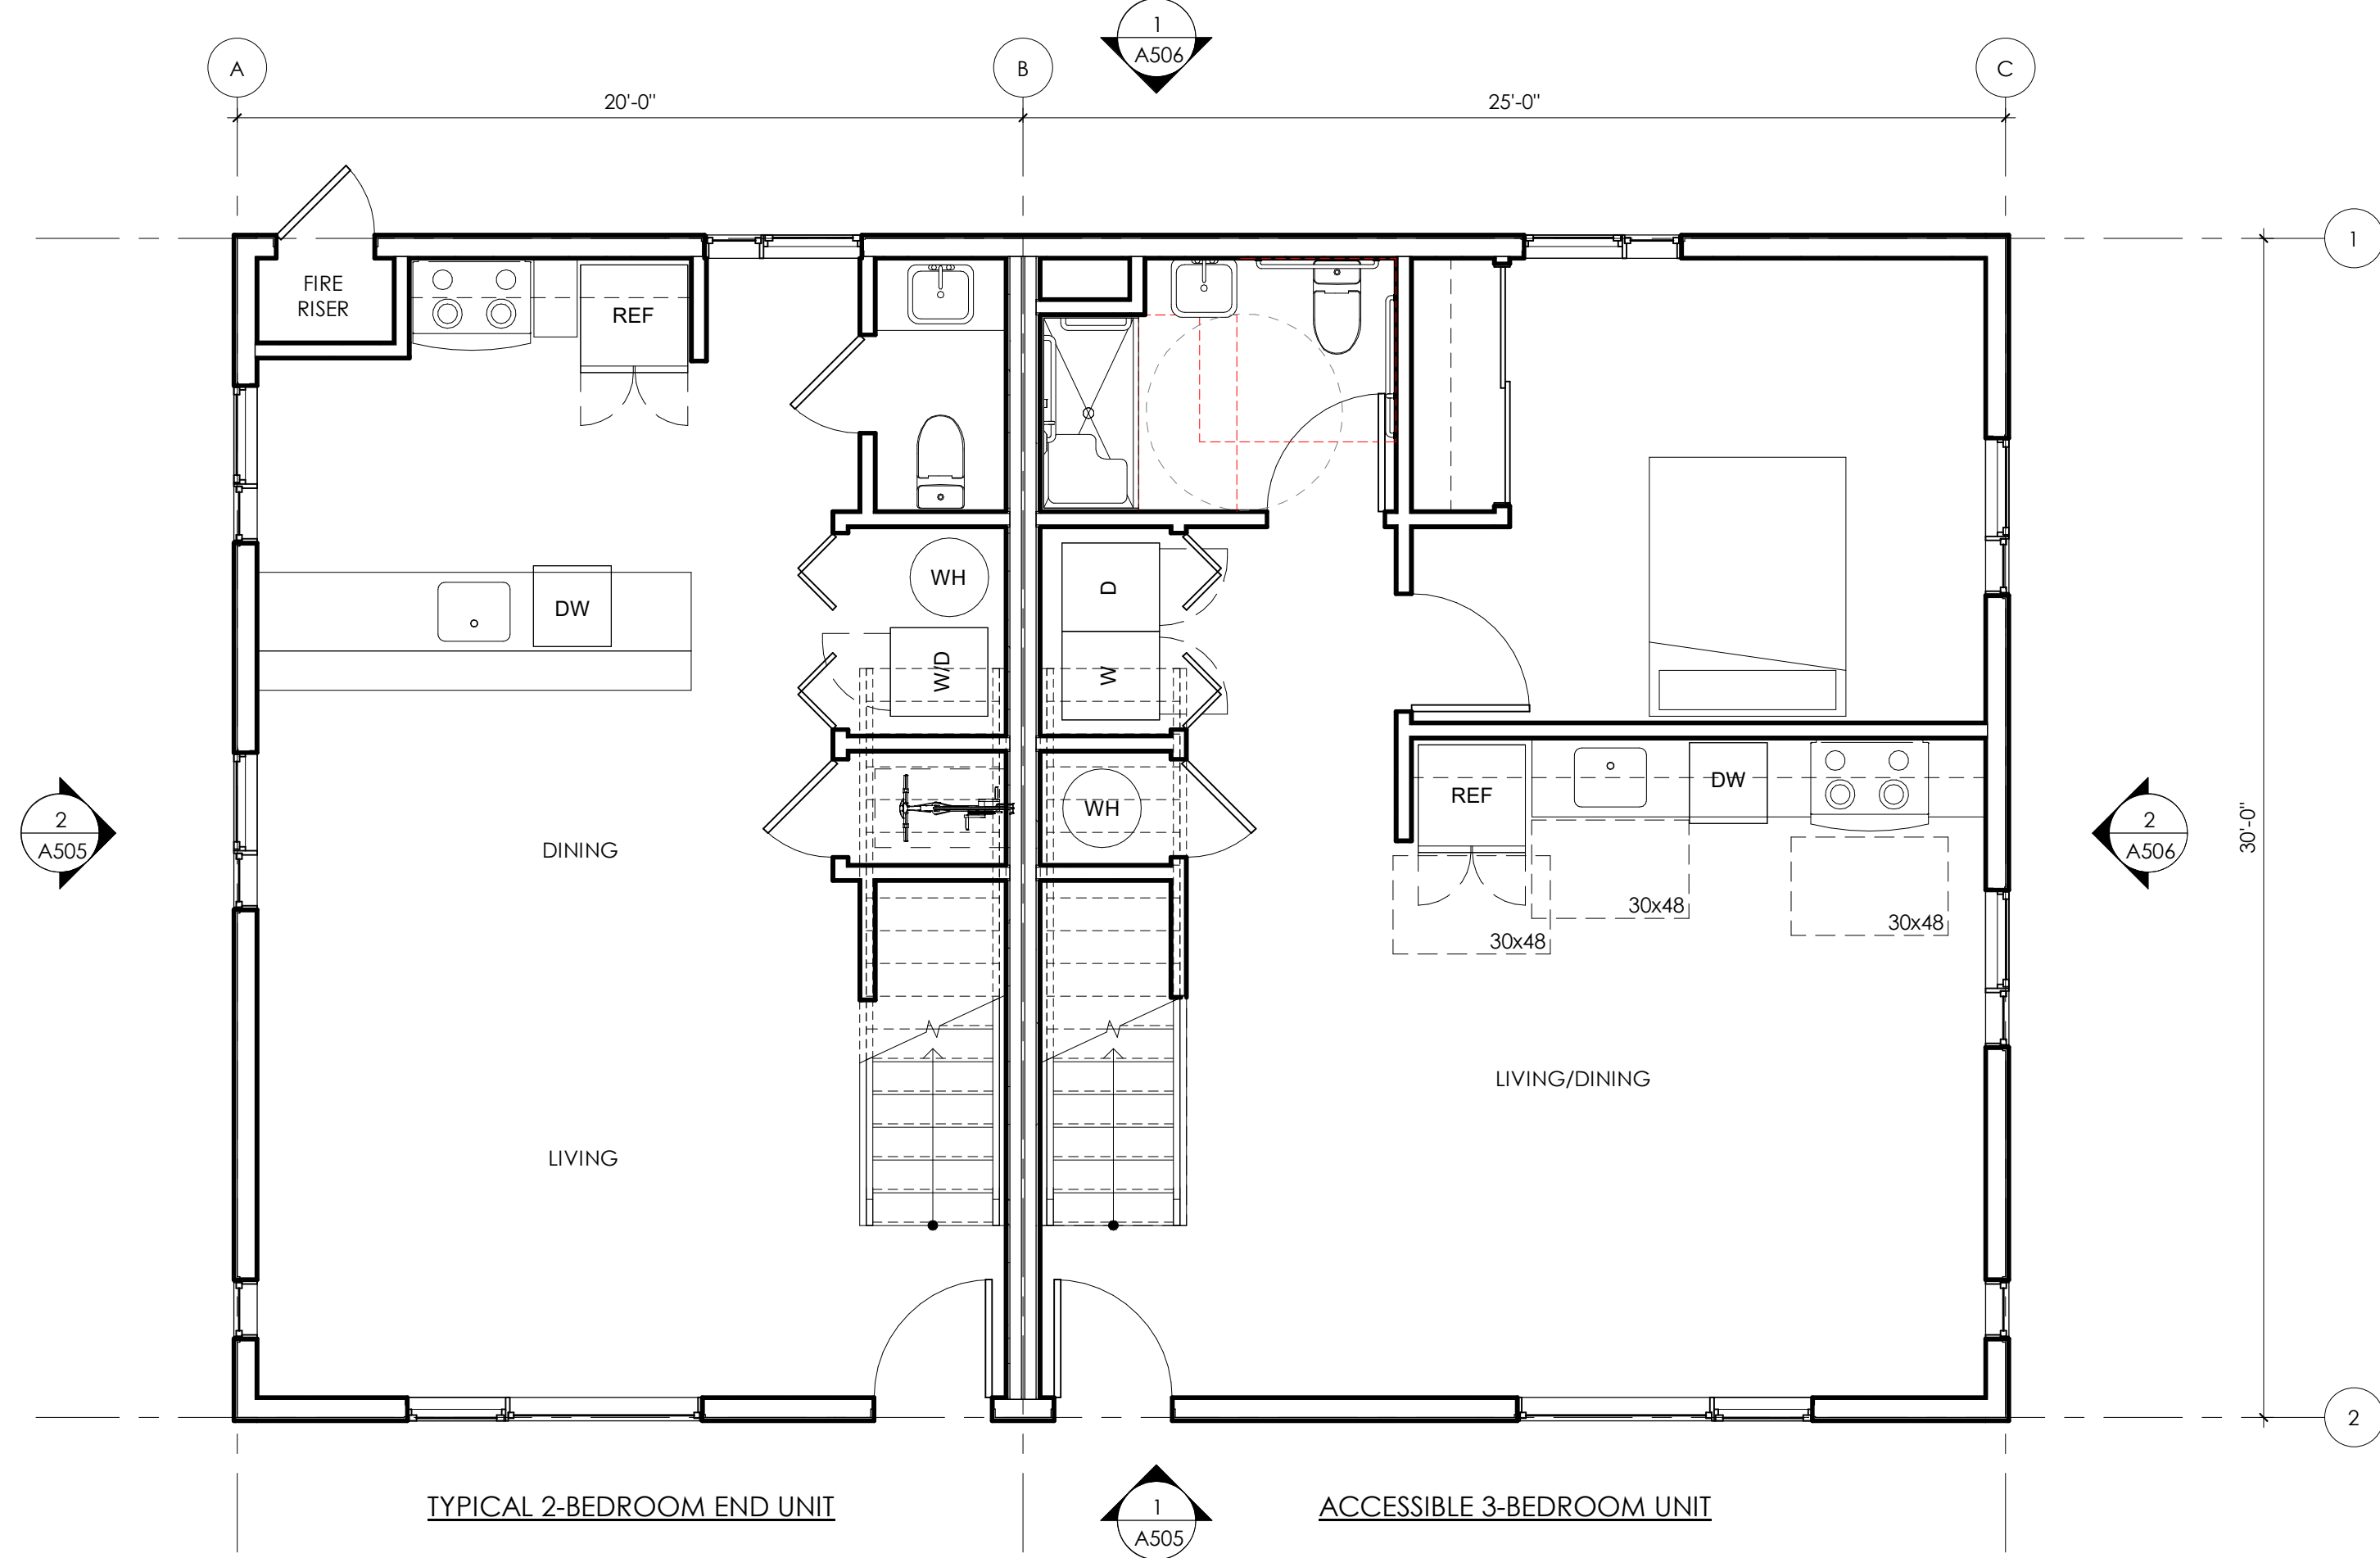 1
A506
A
B
C
20'-0"
25'-0"
1
FIRE
RISER
REF
WH
D
DW
W/D
W
REF
DW
WH
2
A505
2
A506
30'-0"
DINING
30x48
30x48
30x48
LIVING/DINING
LIVING
2
TYPICAL 2-BEDROOM END UNIT
1
A505
ACCESSIBLE 3-BEDROOM UNIT